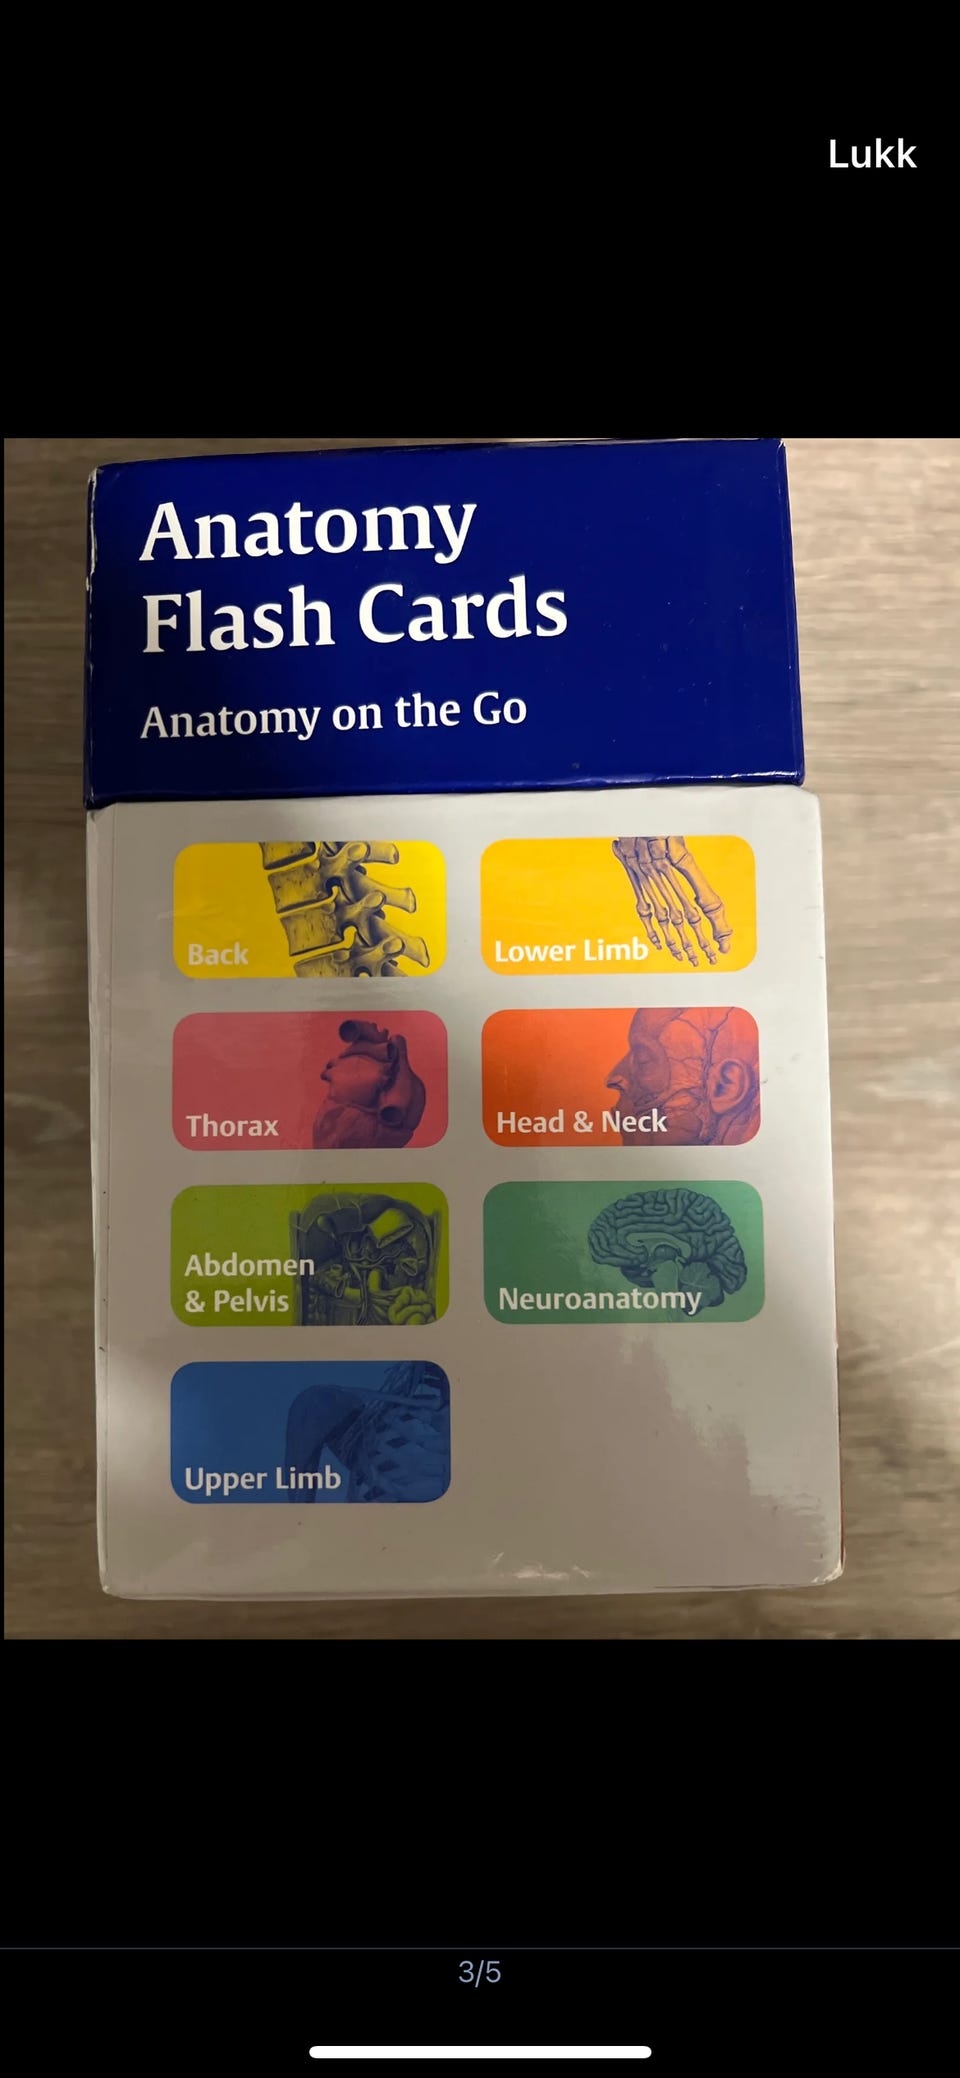 Lukk
Anatomy
Flash Cards
Anatomy on the Go
Back
Lower Limb
Thorax
Head & Neck
Abdomen
& Pelvis
Neuroanatomy
Upper Limb
3/5